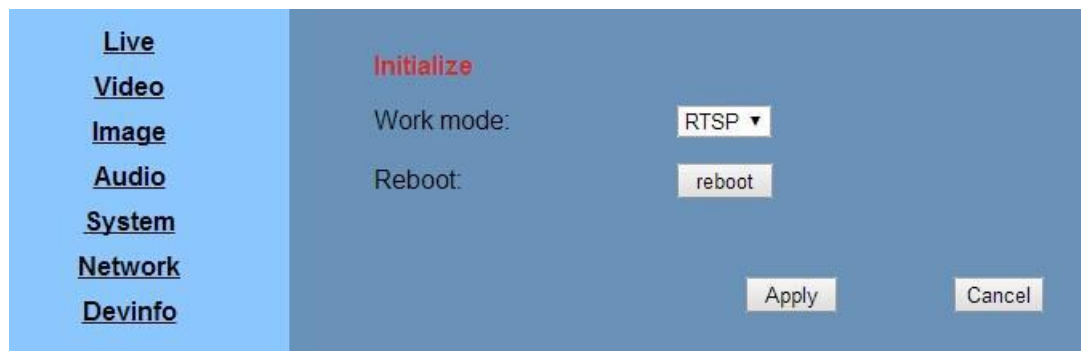 Live
Video
Image
Audio
System
Network
Devinfo
Initialize
Work mode: RTSP
Reboot: reboot
Apply Cancel